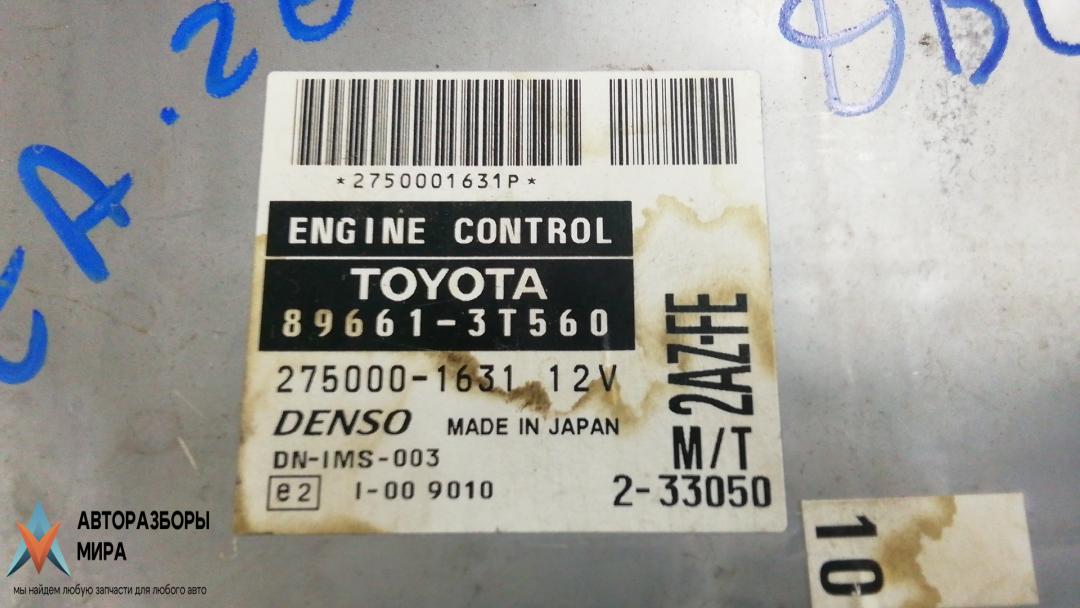 *2750001631P*
ENGINE CONTROL
TOYOTA
89661-3T560
275000-1631 12V
DENSO MADE IN JAPAN
DN-IMS-003
e2 I-00 9010
2AZ-FE
M/T
2-33050
10
АВТОРАЗБОРЫ
МИРА
мы найдем любую запчасти для любого авто